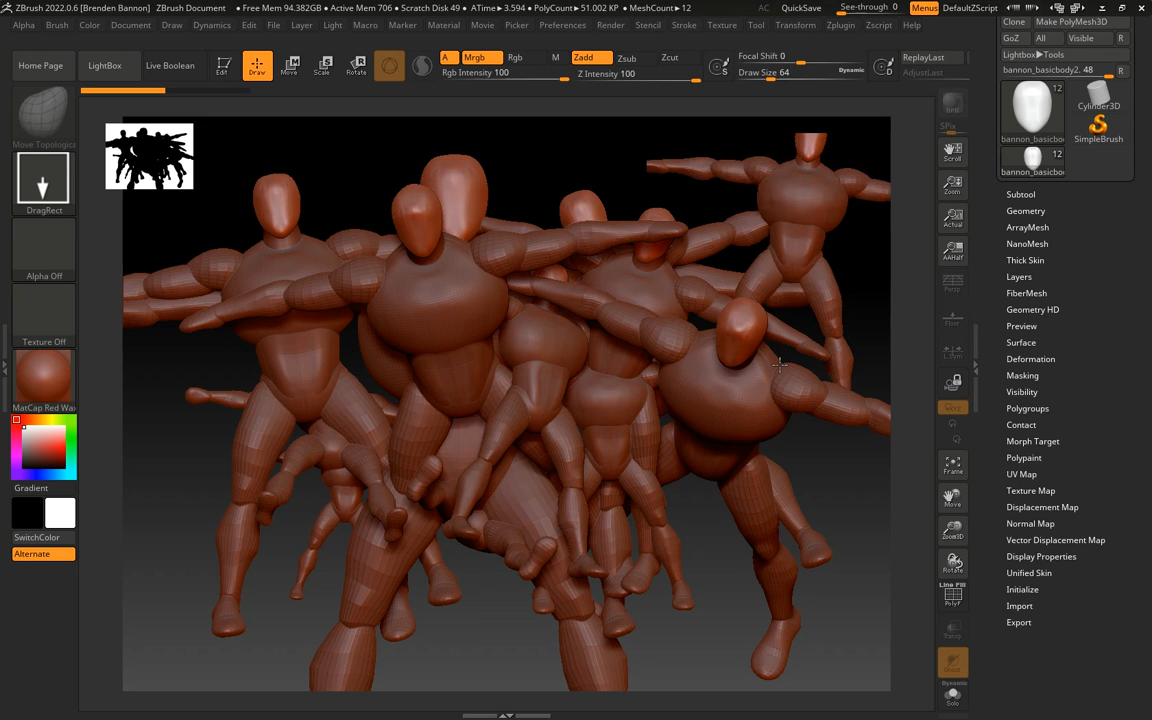 ZBrush 2022.0.6 [Brenden Bannon] ZBrush Document • Free Mem 94.382GB • Active Mem 706 • Scratch Disk 49 • ATime▸3.594 • PolyCount▸51.002 KP • MeshCount▸12 AC QuickSave See-through 0 Menus DefaultZScript
Alpha Brush Color Document Draw Dynamics Edit File Layer Light Macro Marker Material Movie Picker Preferences Render Stencil Stroke Texture Tool Transform Zplugin Zscript Help
Home Page LightBox Live Boolean Edit Draw Move Scale Rotate
A Mrgb Rgb M Zadd Zsub Zcut
Rgb Intensity 100 Z Intensity 100
Focal Shift 0
Draw Size 64 Dynamic
S D
ReplayLast
AdjustLast
Move Topologica
DragRect
Alpha Off
Texture Off
MatCap Red Wax
Gradient
SwitchColor
Alternate
SPix
Scroll
Zoom
Actual
AAHalf
Persp
Floor
Frame
Move
Zoom3D
Rotate
Line Fill
PolyF
Transp
Ghost
Dynamic
Solo
Clone Make PolyMesh3D
GoZ All Visible R
Lightbox▸Tools
bannon_basicbody2. 48 R
12
bannon_basicbo
Cylinder3D
SimpleBrush
12
bannon_basicbo
Subtool
Geometry
ArrayMesh
NanoMesh
Thick Skin
Layers
FiberMesh
Geometry HD
Preview
Surface
Deformation
Masking
Visibility
Polygroups
Contact
Morph Target
Polypaint
UV Map
Texture Map
Displacement Map
Normal Map
Vector Displacement Map
Display Properties
Unified Skin
Initialize
Import
Export